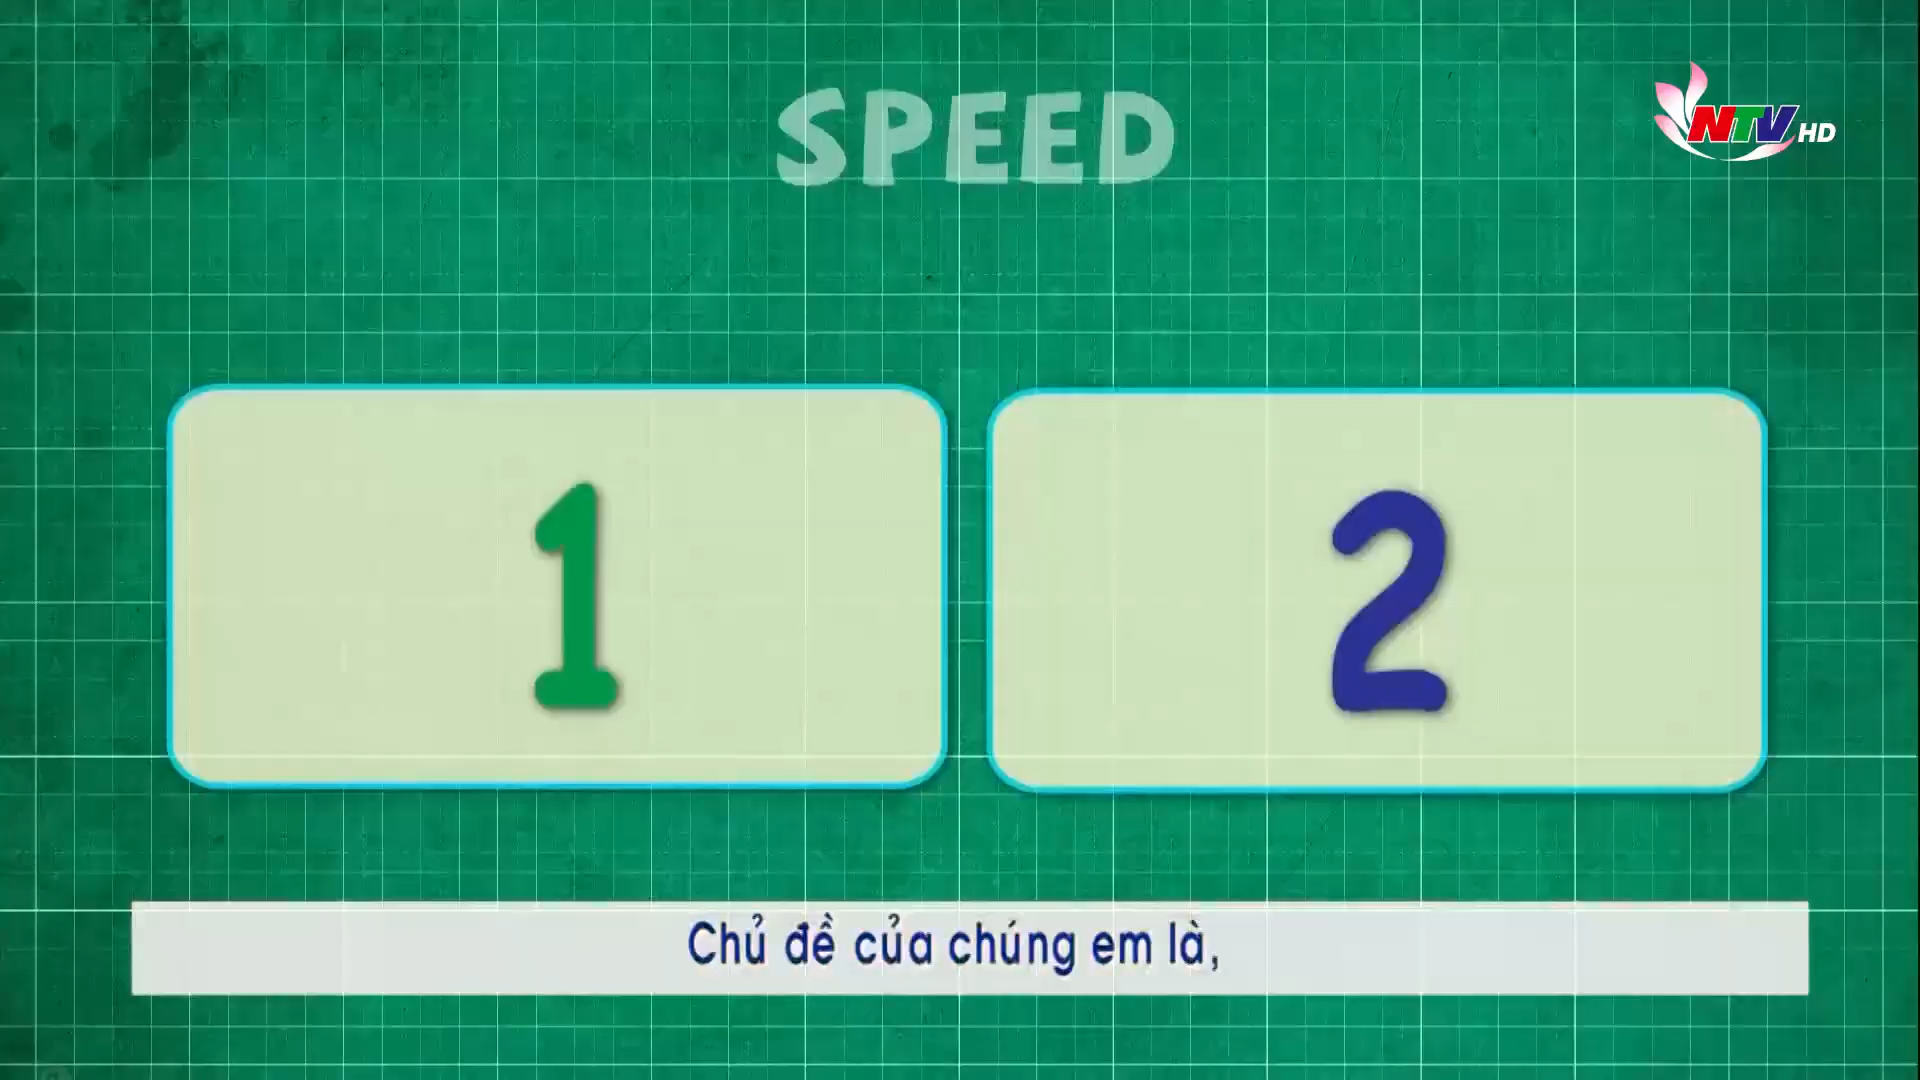 SPEED
NTV HD
1
2
Chủ đề của chúng em là,